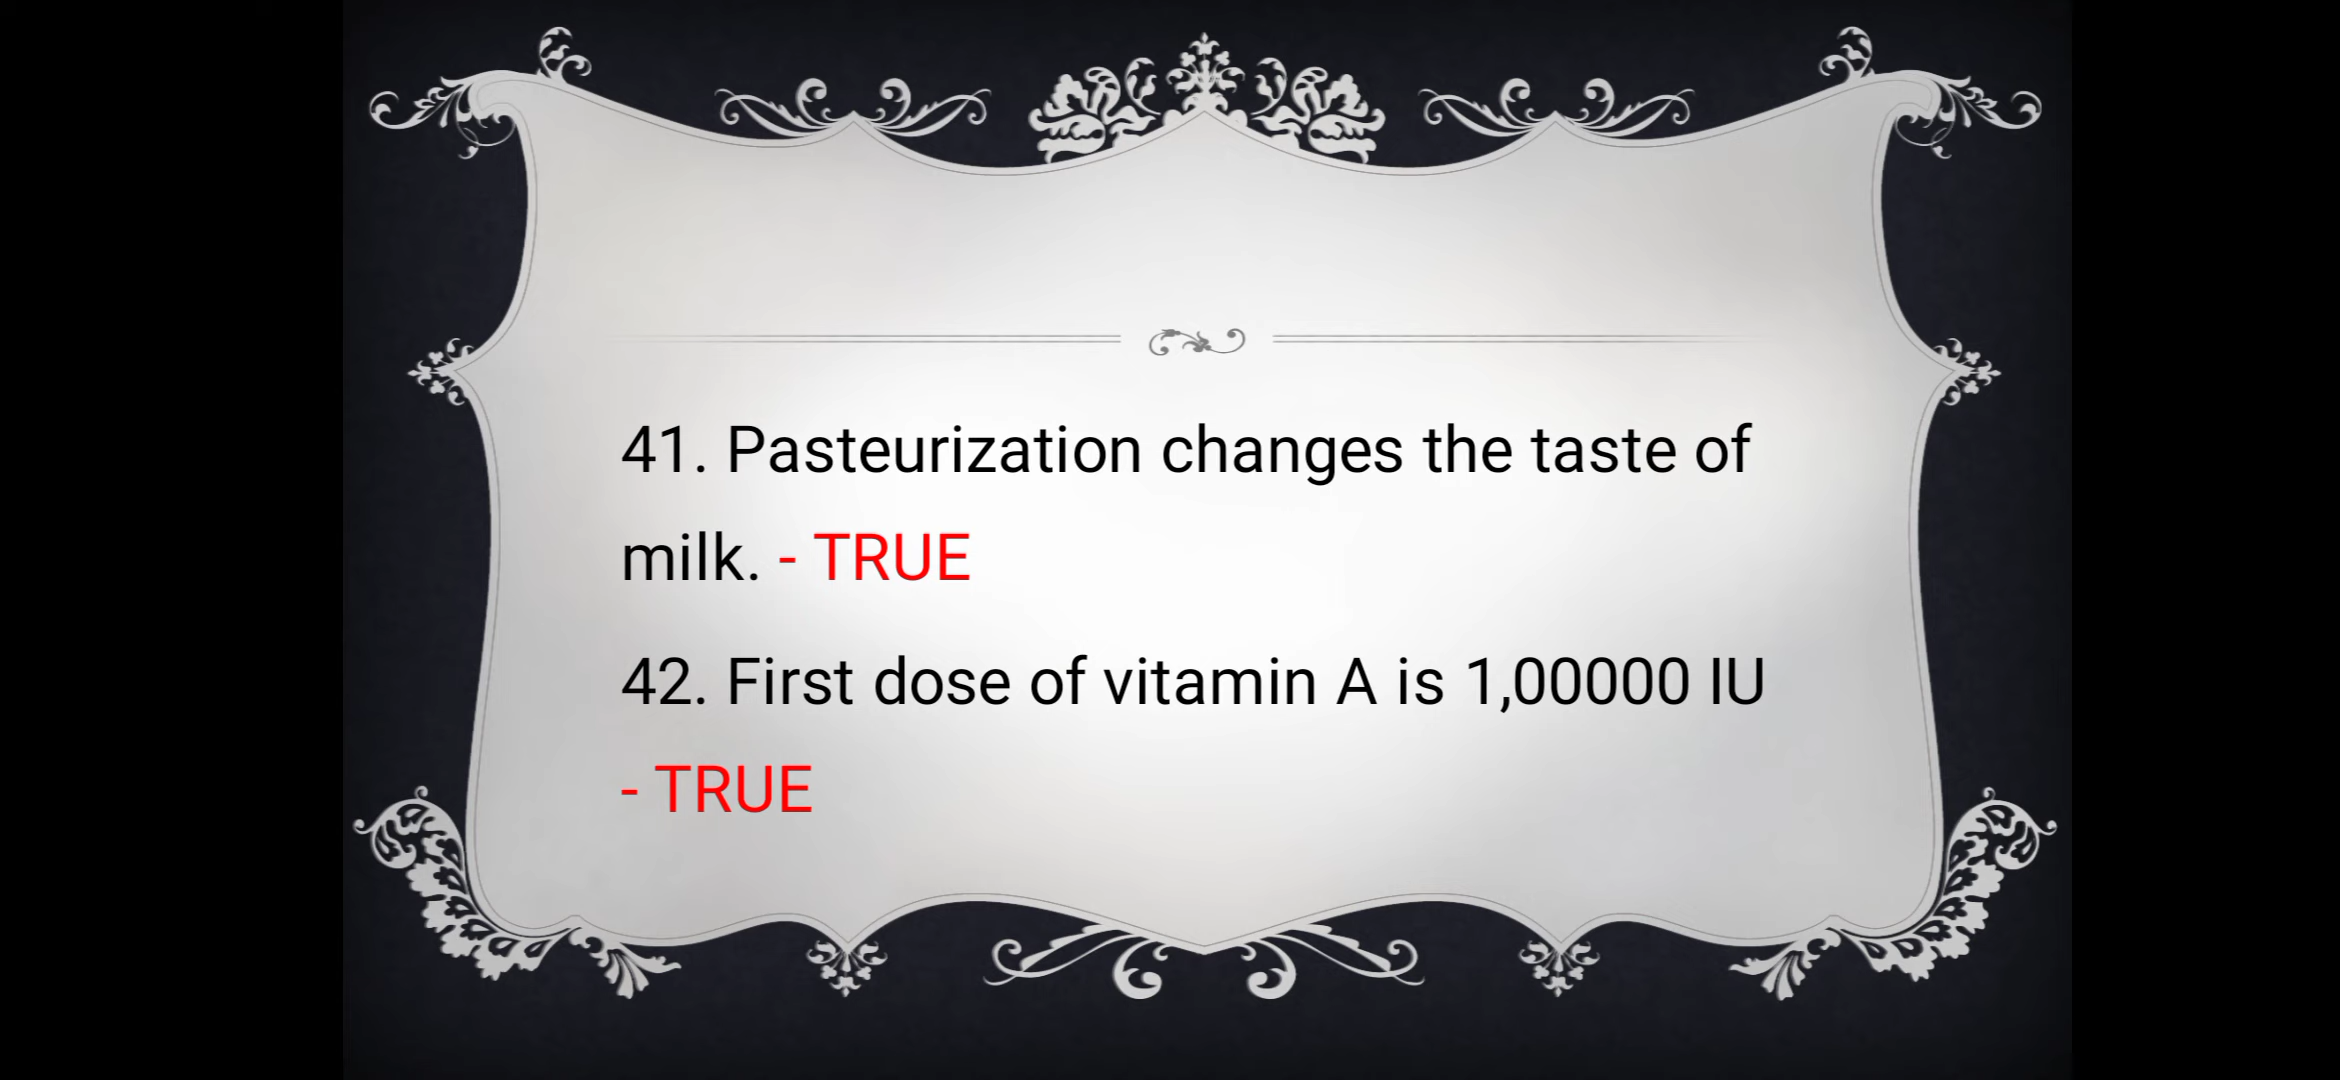 41. Pasteurization changes the taste of
milk. - TRUE
42. First dose of vitamin A is 1,00000 IU
- TRUE